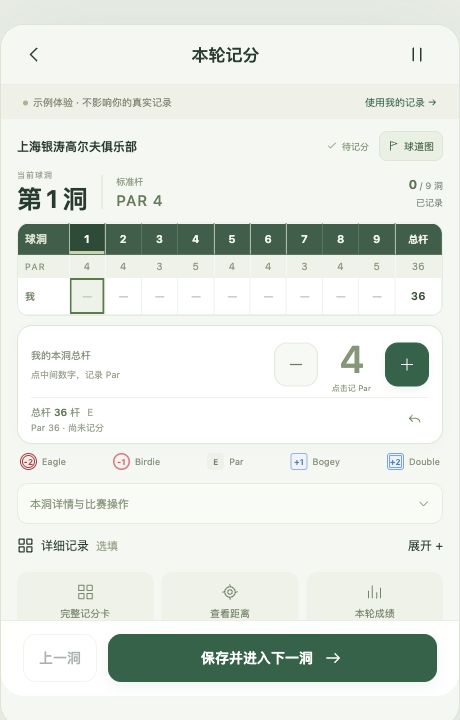 本轮记分
示例体验 · 不影响你的真实记录 使用我的记录 →
上海银涛高尔夫俱乐部 待记分 球道图
当前球洞 标准杆
第1洞 PAR 4 0 / 9 洞
已记录
球洞 1 2 3 4 5 6 7 8 9 总杆
PAR 4 4 3 5 4 4 3 4 5 36
我 — — — — — — — — — 36
我的本洞总杆
点中间数字，记录 Par
— 4 +
点击记 Par
总杆 36 杆 E
Par 36 · 尚未记分
-2 Eagle -1 Birdie E Par +1 Bogey +2 Double
本洞详情与比赛操作
详细记录 选填 展开 +
完整记分卡 查看距离 本轮成绩
上一洞 保存并进入下一洞 →